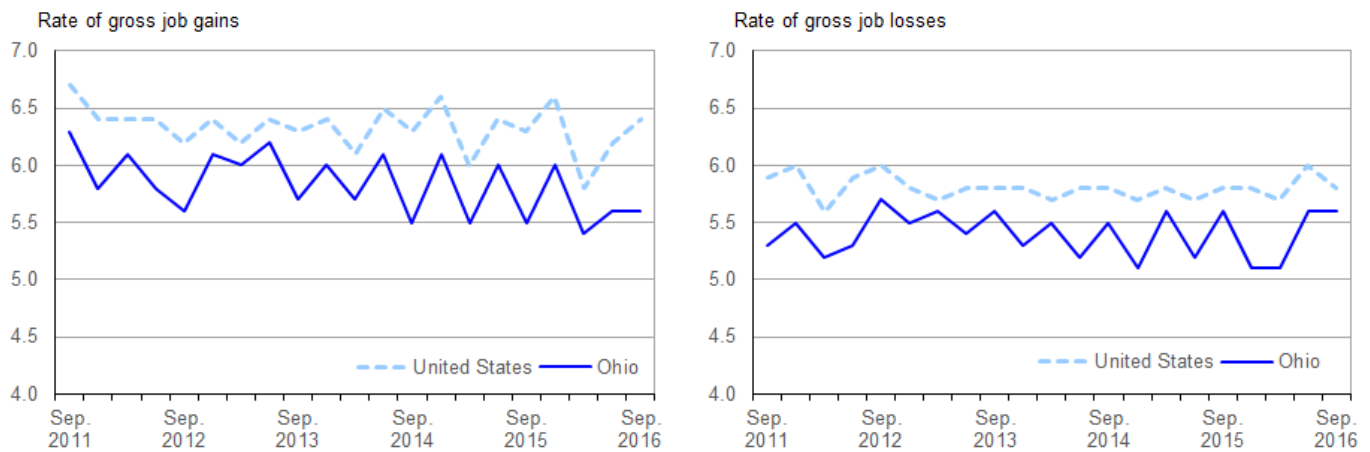 Rate of gross job gains
7.0
6.5
6.0
5.5
5.0
4.5
4.0
United States
Ohio
Sep. 2011
Sep. 2012
Sep. 2013
Sep. 2014
Sep. 2015
Sep. 2016
Rate of gross job losses
7.0
6.5
6.0
5.5
5.0
4.5
4.0
United States
Ohio
Sep. 2011
Sep. 2012
Sep. 2013
Sep. 2014
Sep. 2015
Sep. 2016